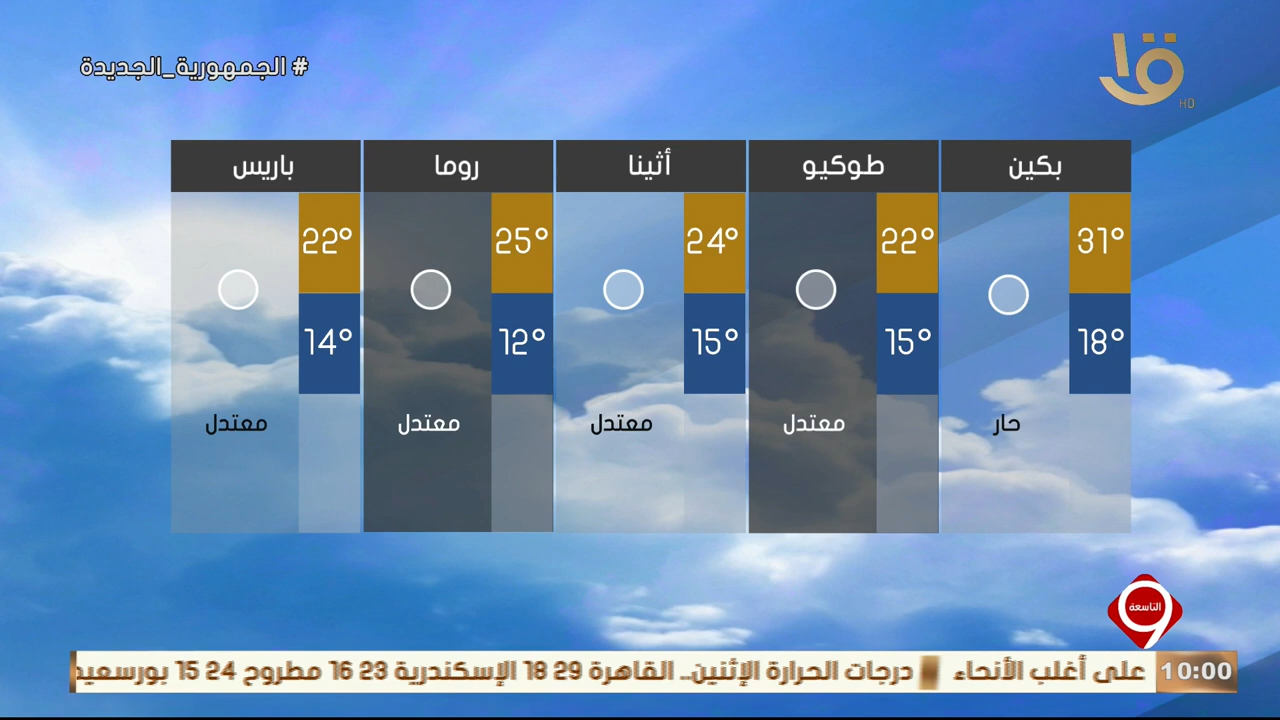 # الجمهورية_الجديدة
HD
بكين
31°
18°
حار
طوكيو
22°
15°
معتدل
أثينا
24°
15°
معتدل
روما
25°
12°
معتدل
باريس
22°
14°
معتدل
التاسعة
9
10:00
على أغلب الأنحاء
درجات الحرارة الإثنين.. القاهرة 29 18 الإسكندرية 23 16 مطروح 24 15 بورسعيد